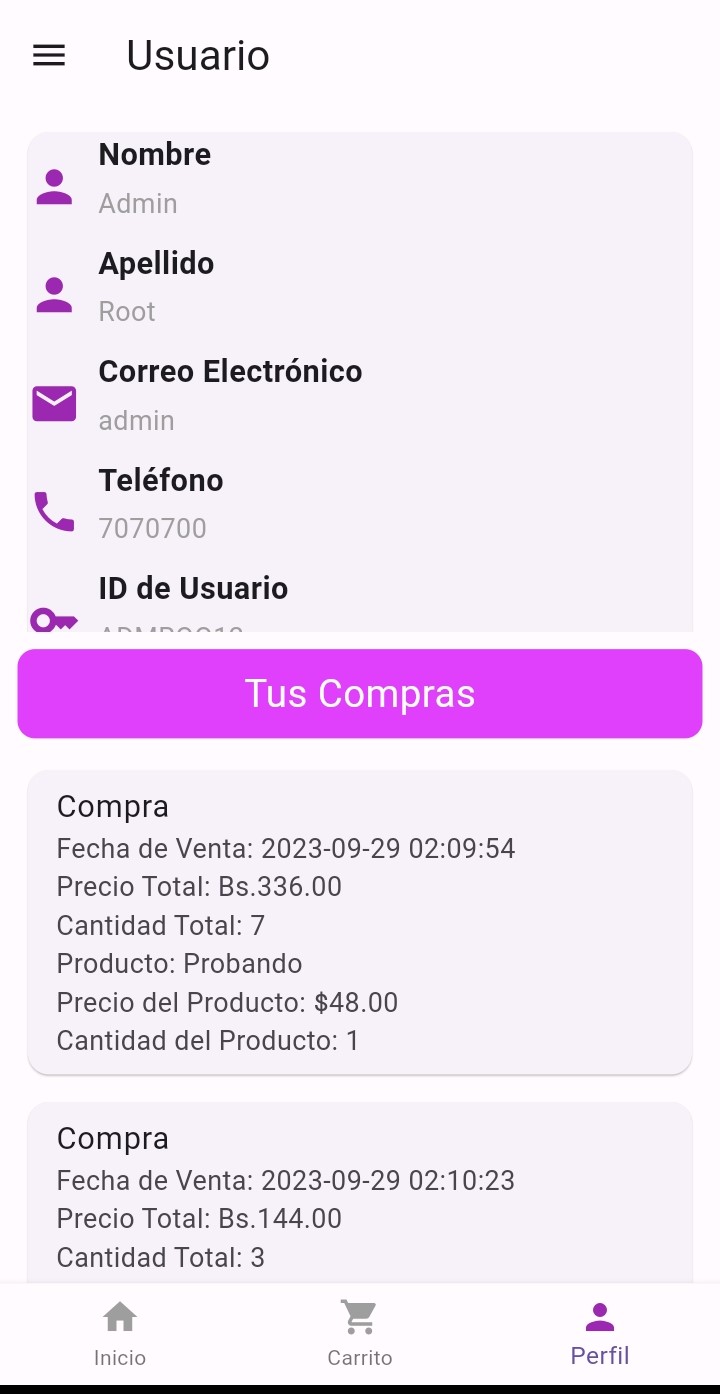 Usuario
Nombre
Admin
Apellido
Root
Correo Electrónico
admin
Teléfono
7070700
ID de Usuario
Tus Compras
Compra
Fecha de Venta: 2023-09-29 02:09:54
Precio Total: Bs.336.00
Cantidad Total: 7
Producto: Probando
Precio del Producto: $48.00
Cantidad del Producto: 1
Compra
Fecha de Venta: 2023-09-29 02:10:23
Precio Total: Bs.144.00
Cantidad Total: 3
Inicio
Carrito
Perfil